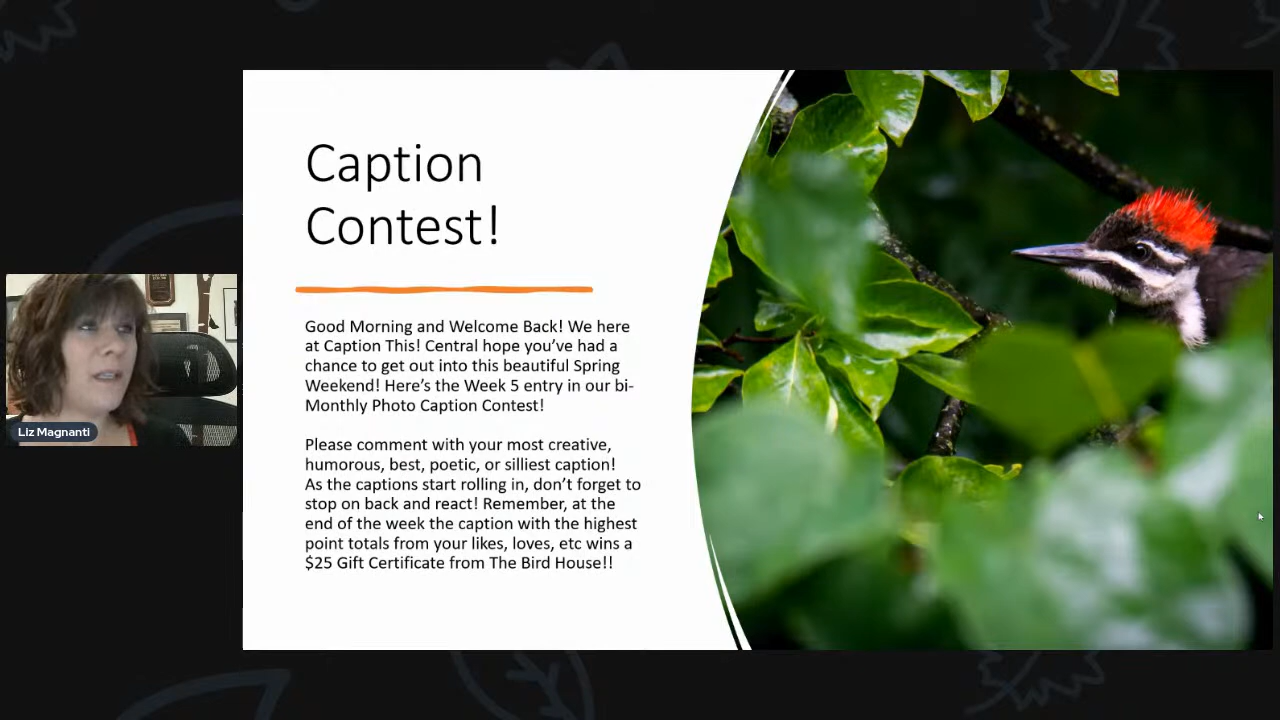 Caption
Contest!
Good Morning and Welcome Back! We here
at Caption This! Central hope you've had a
chance to get out into this beautiful Spring
Weekend! Here's the Week 5 entry in our bi-
Monthly Photo Caption Contest!
Please comment with your most creative,
humorous, best, poetic, or silliest caption!
As the captions start rolling in, don't forget to
stop on back and react! Remember, at the
end of the week the caption with the highest
point totals from your likes, loves, etc wins a
$25 Gift Certificate from The Bird House!!
Liz Magnanti